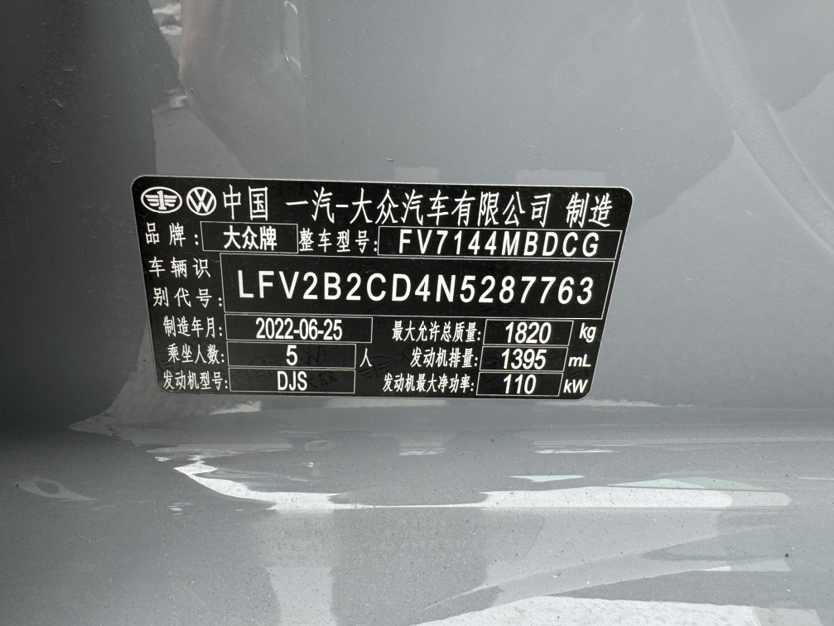 中国 一汽-大众汽车有限公司 制造
品牌: 大众牌 整车型号: FV7144MBDCG
车辆识别代号: LFV2B2CD4N5287763
制造年月: 2022-06-25 最大允许总质量: 1820 kg
乘坐人数: 5 人 发动机排量: 1395 mL
发动机型号: DJS 发动机最大净功率: 110 kW